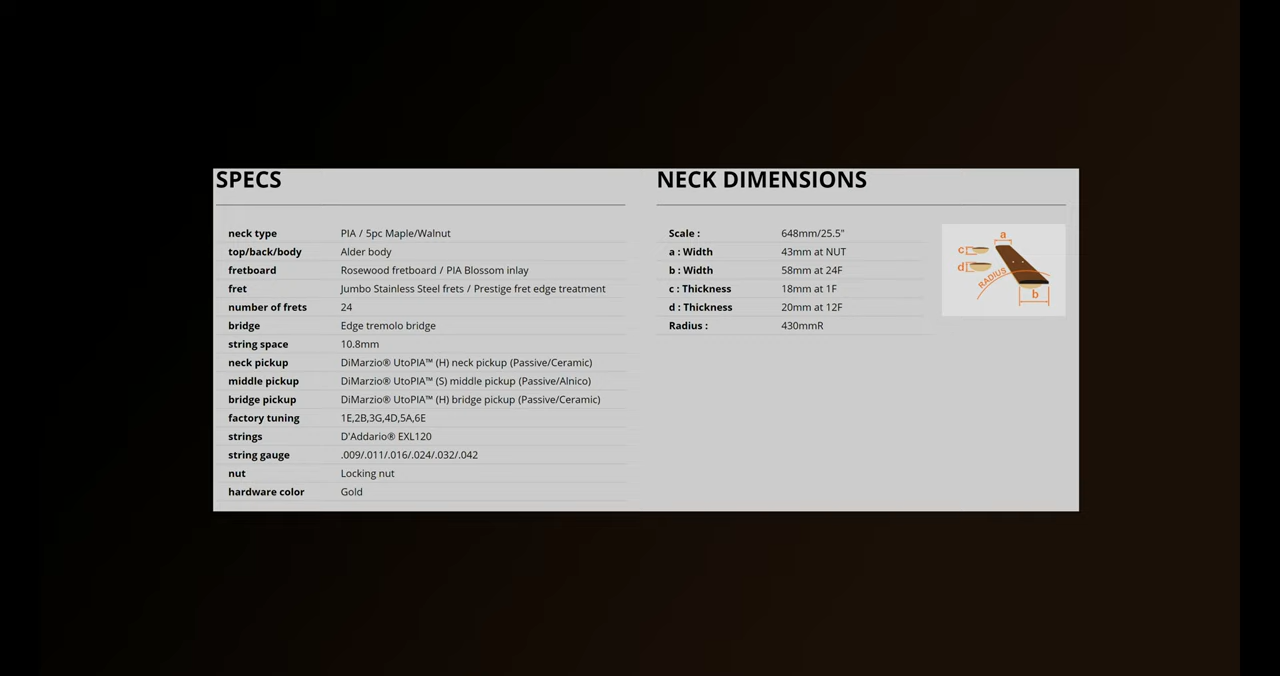 SPECS
neck type PIA / 5pc Maple/Walnut
top/back/body Alder body
fretboard Rosewood fretboard / PIA Blossom inlay
fret Jumbo Stainless Steel frets / Prestige fret edge treatment
number of frets 24
bridge Edge tremolo bridge
string space 10.8mm
neck pickup DiMarzio® UtoPIA™ (H) neck pickup (Passive/Ceramic)
middle pickup DiMarzio® UtoPIA™ (S) middle pickup (Passive/Alnico)
bridge pickup DiMarzio® UtoPIA™ (H) bridge pickup (Passive/Ceramic)
factory tuning 1E,2B,3G,4D,5A,6E
strings D'Addario® EXL120
string gauge .009/.011/.016/.024/.032/.042
nut Locking nut
hardware color Gold
NECK DIMENSIONS
Scale : 648mm/25.5"
a : Width 43mm at NUT
b : Width 58mm at 24F
c : Thickness 18mm at 1F
d : Thickness 20mm at 12F
Radius : 430mmR
a
c
d
RADIUS
b